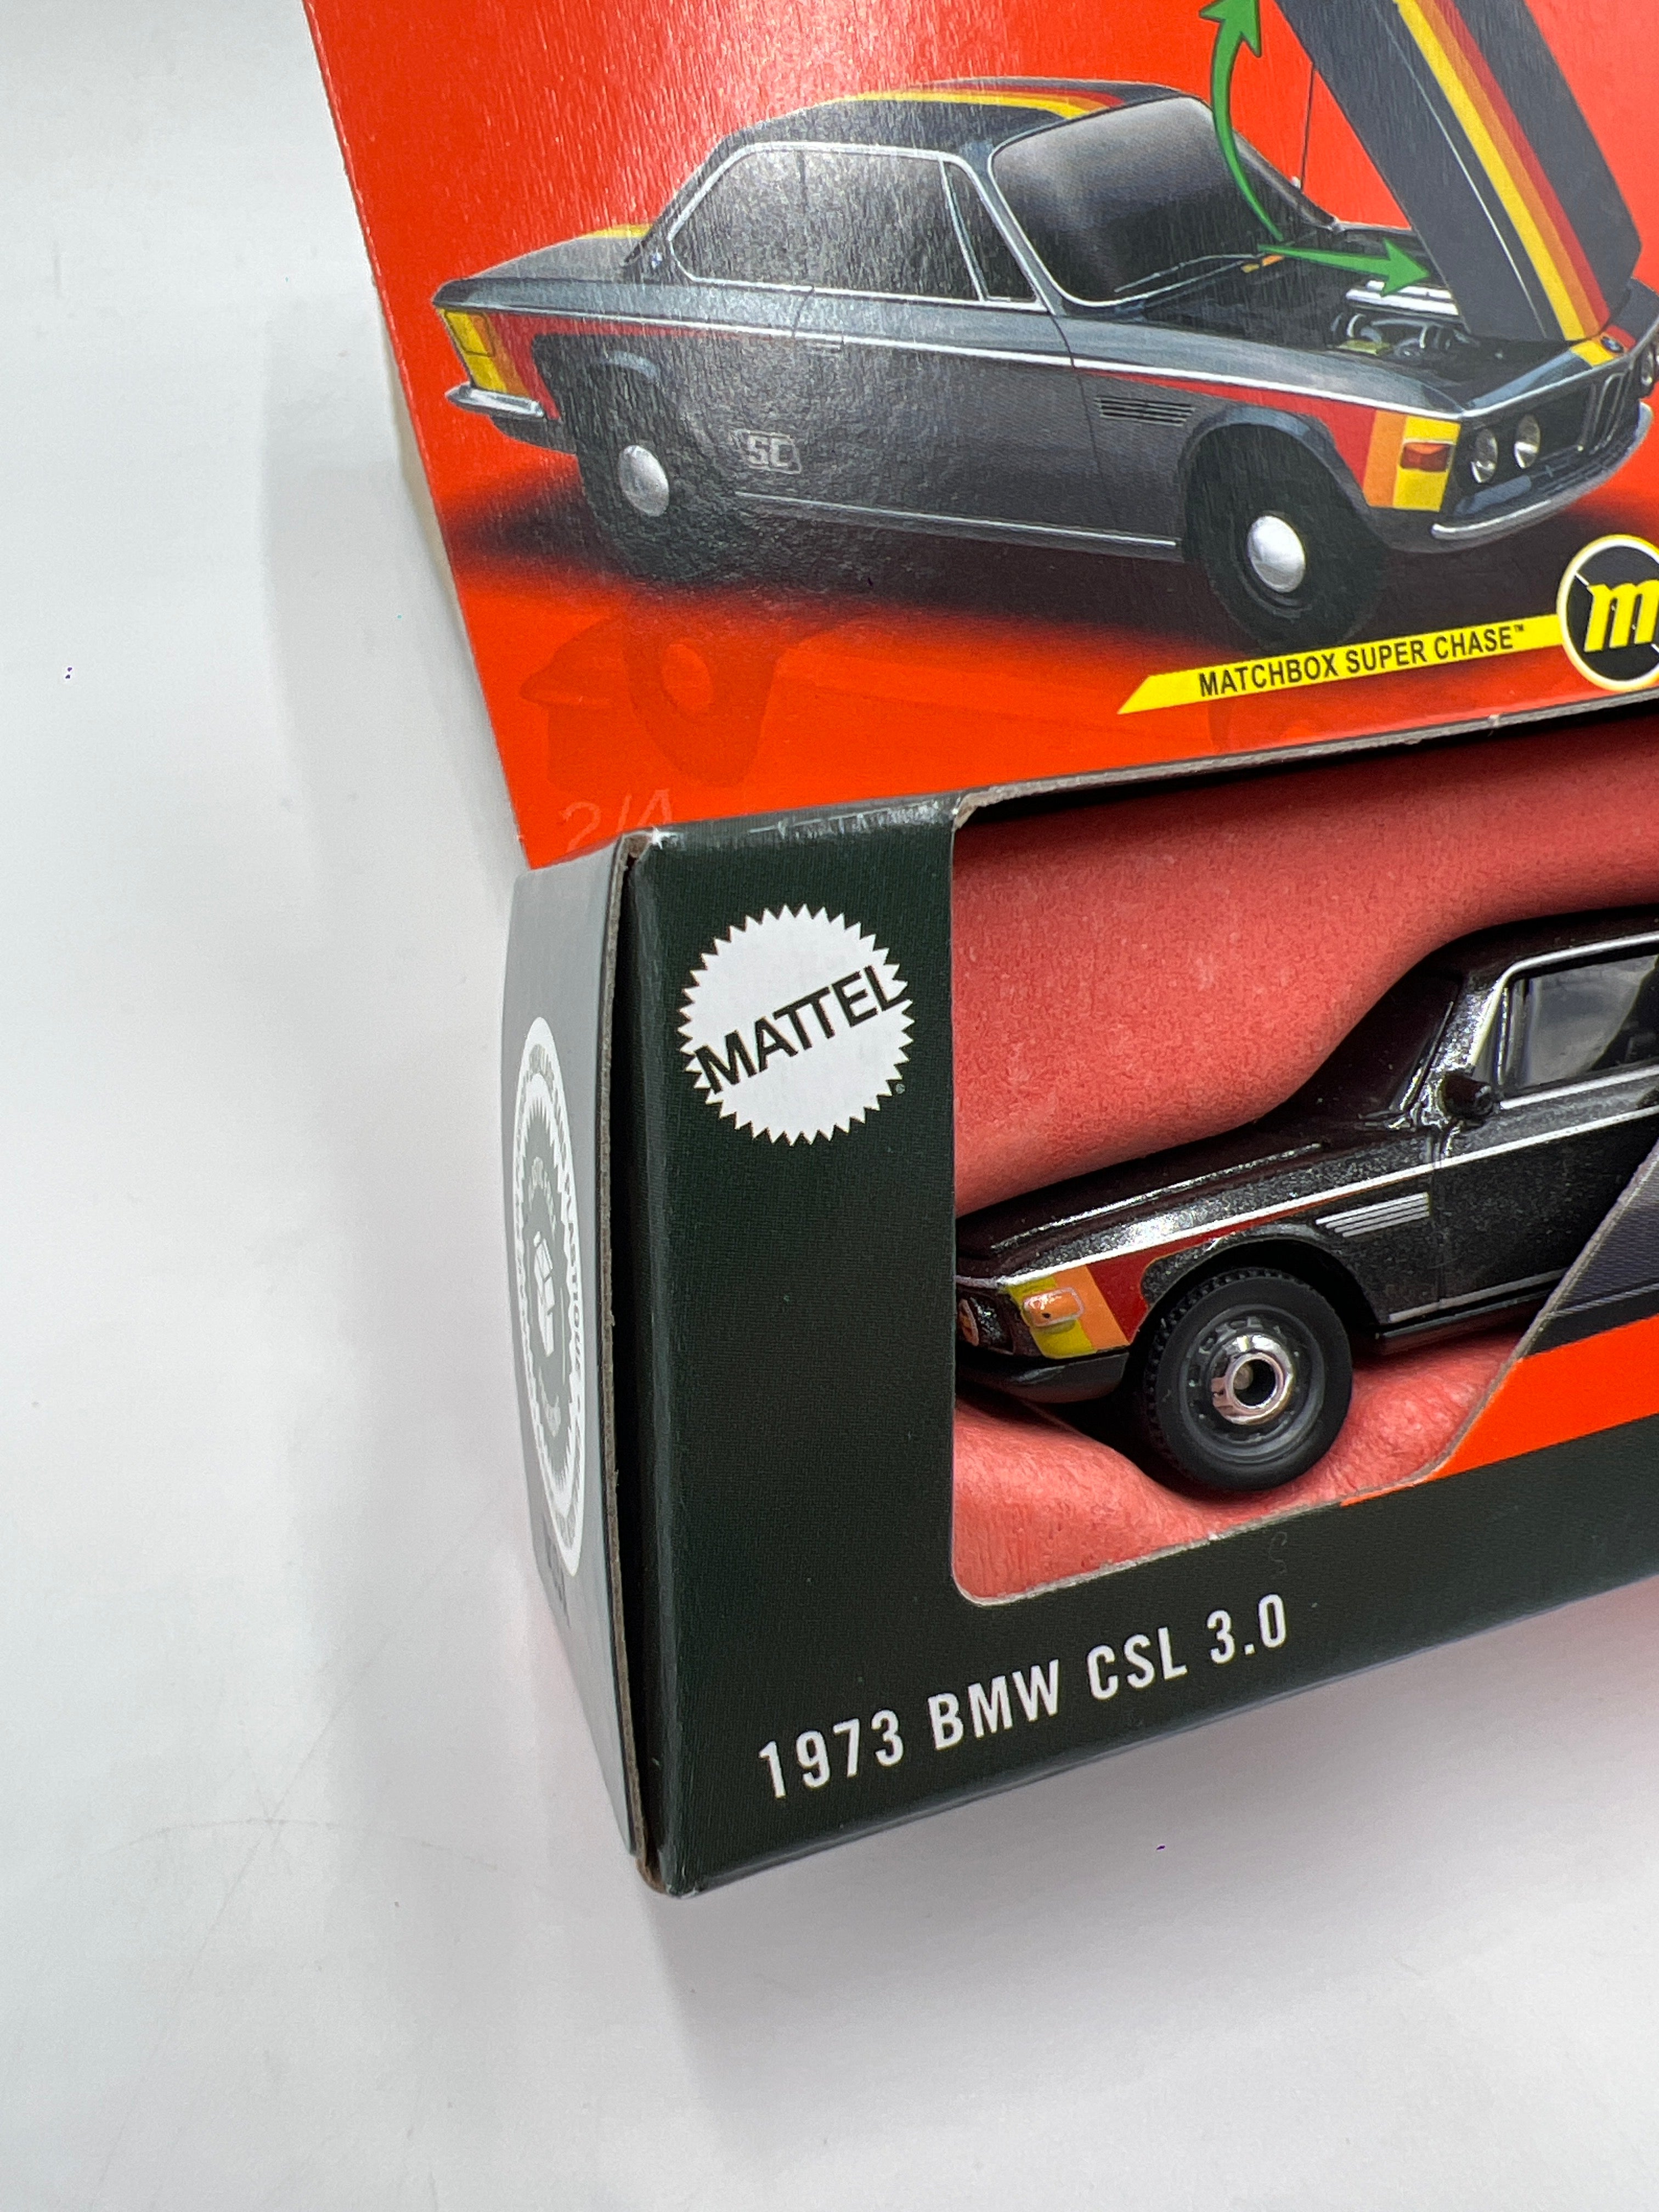 SC
MATCHBOX SUPER CHASE™
m
2/4
MATTEL
1973 BMW CSL 3.0